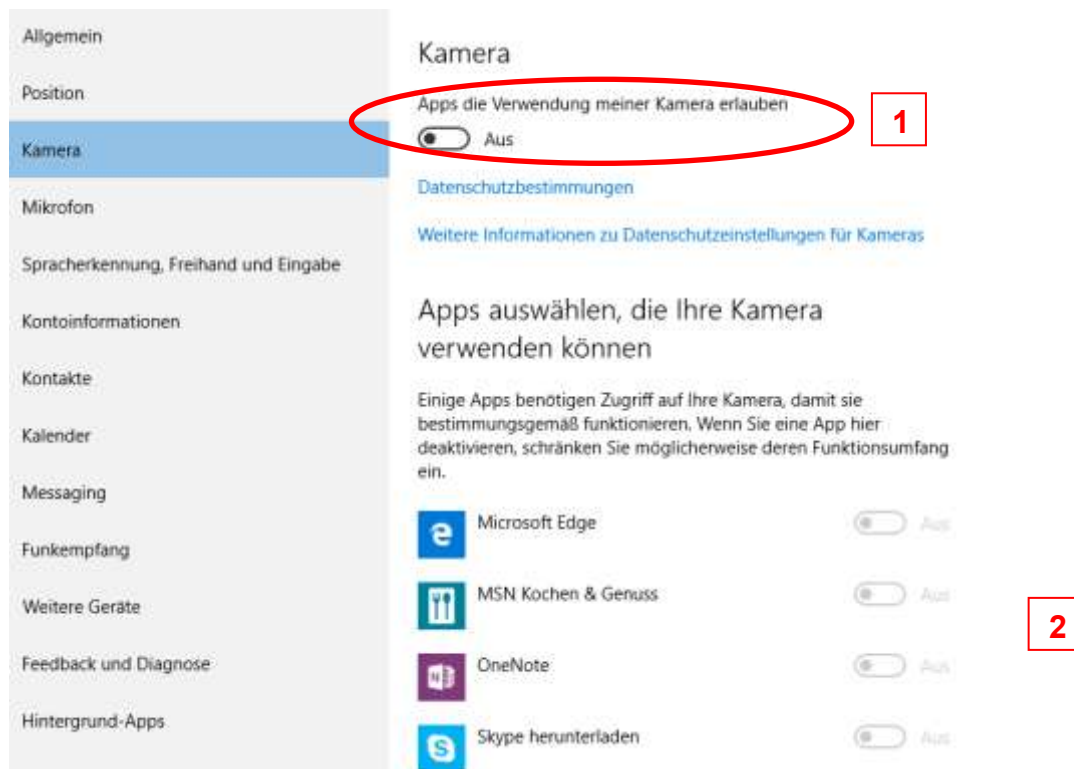 Allgemein
Position
Kamera
Mikrofon
Spracherkennung, Freihand und Eingabe
Kontoinformationen
Kontakte
Kalender
Messaging
Funkempfang
Weitere Geräte
Feedback und Diagnose
Hintergrund-Apps
Kamera
Apps die Verwendung meiner Kamera erlauben
Aus
1
Datenschutzbestimmungen
Weitere Informationen zu Datenschutzeinstellungen für Kameras
Apps auswählen, die Ihre Kamera
verwenden können
Einige Apps benötigen Zugriff auf Ihre Kamera, damit sie
bestimmungsgemäß funktionieren. Wenn Sie eine App hier
deaktivieren, schränken Sie möglicherweise deren Funktionsumfang
ein.
Microsoft Edge Aus
MSN Kochen & Genuss Aus
2
OneNote Aus
Skype herunterladen Aus